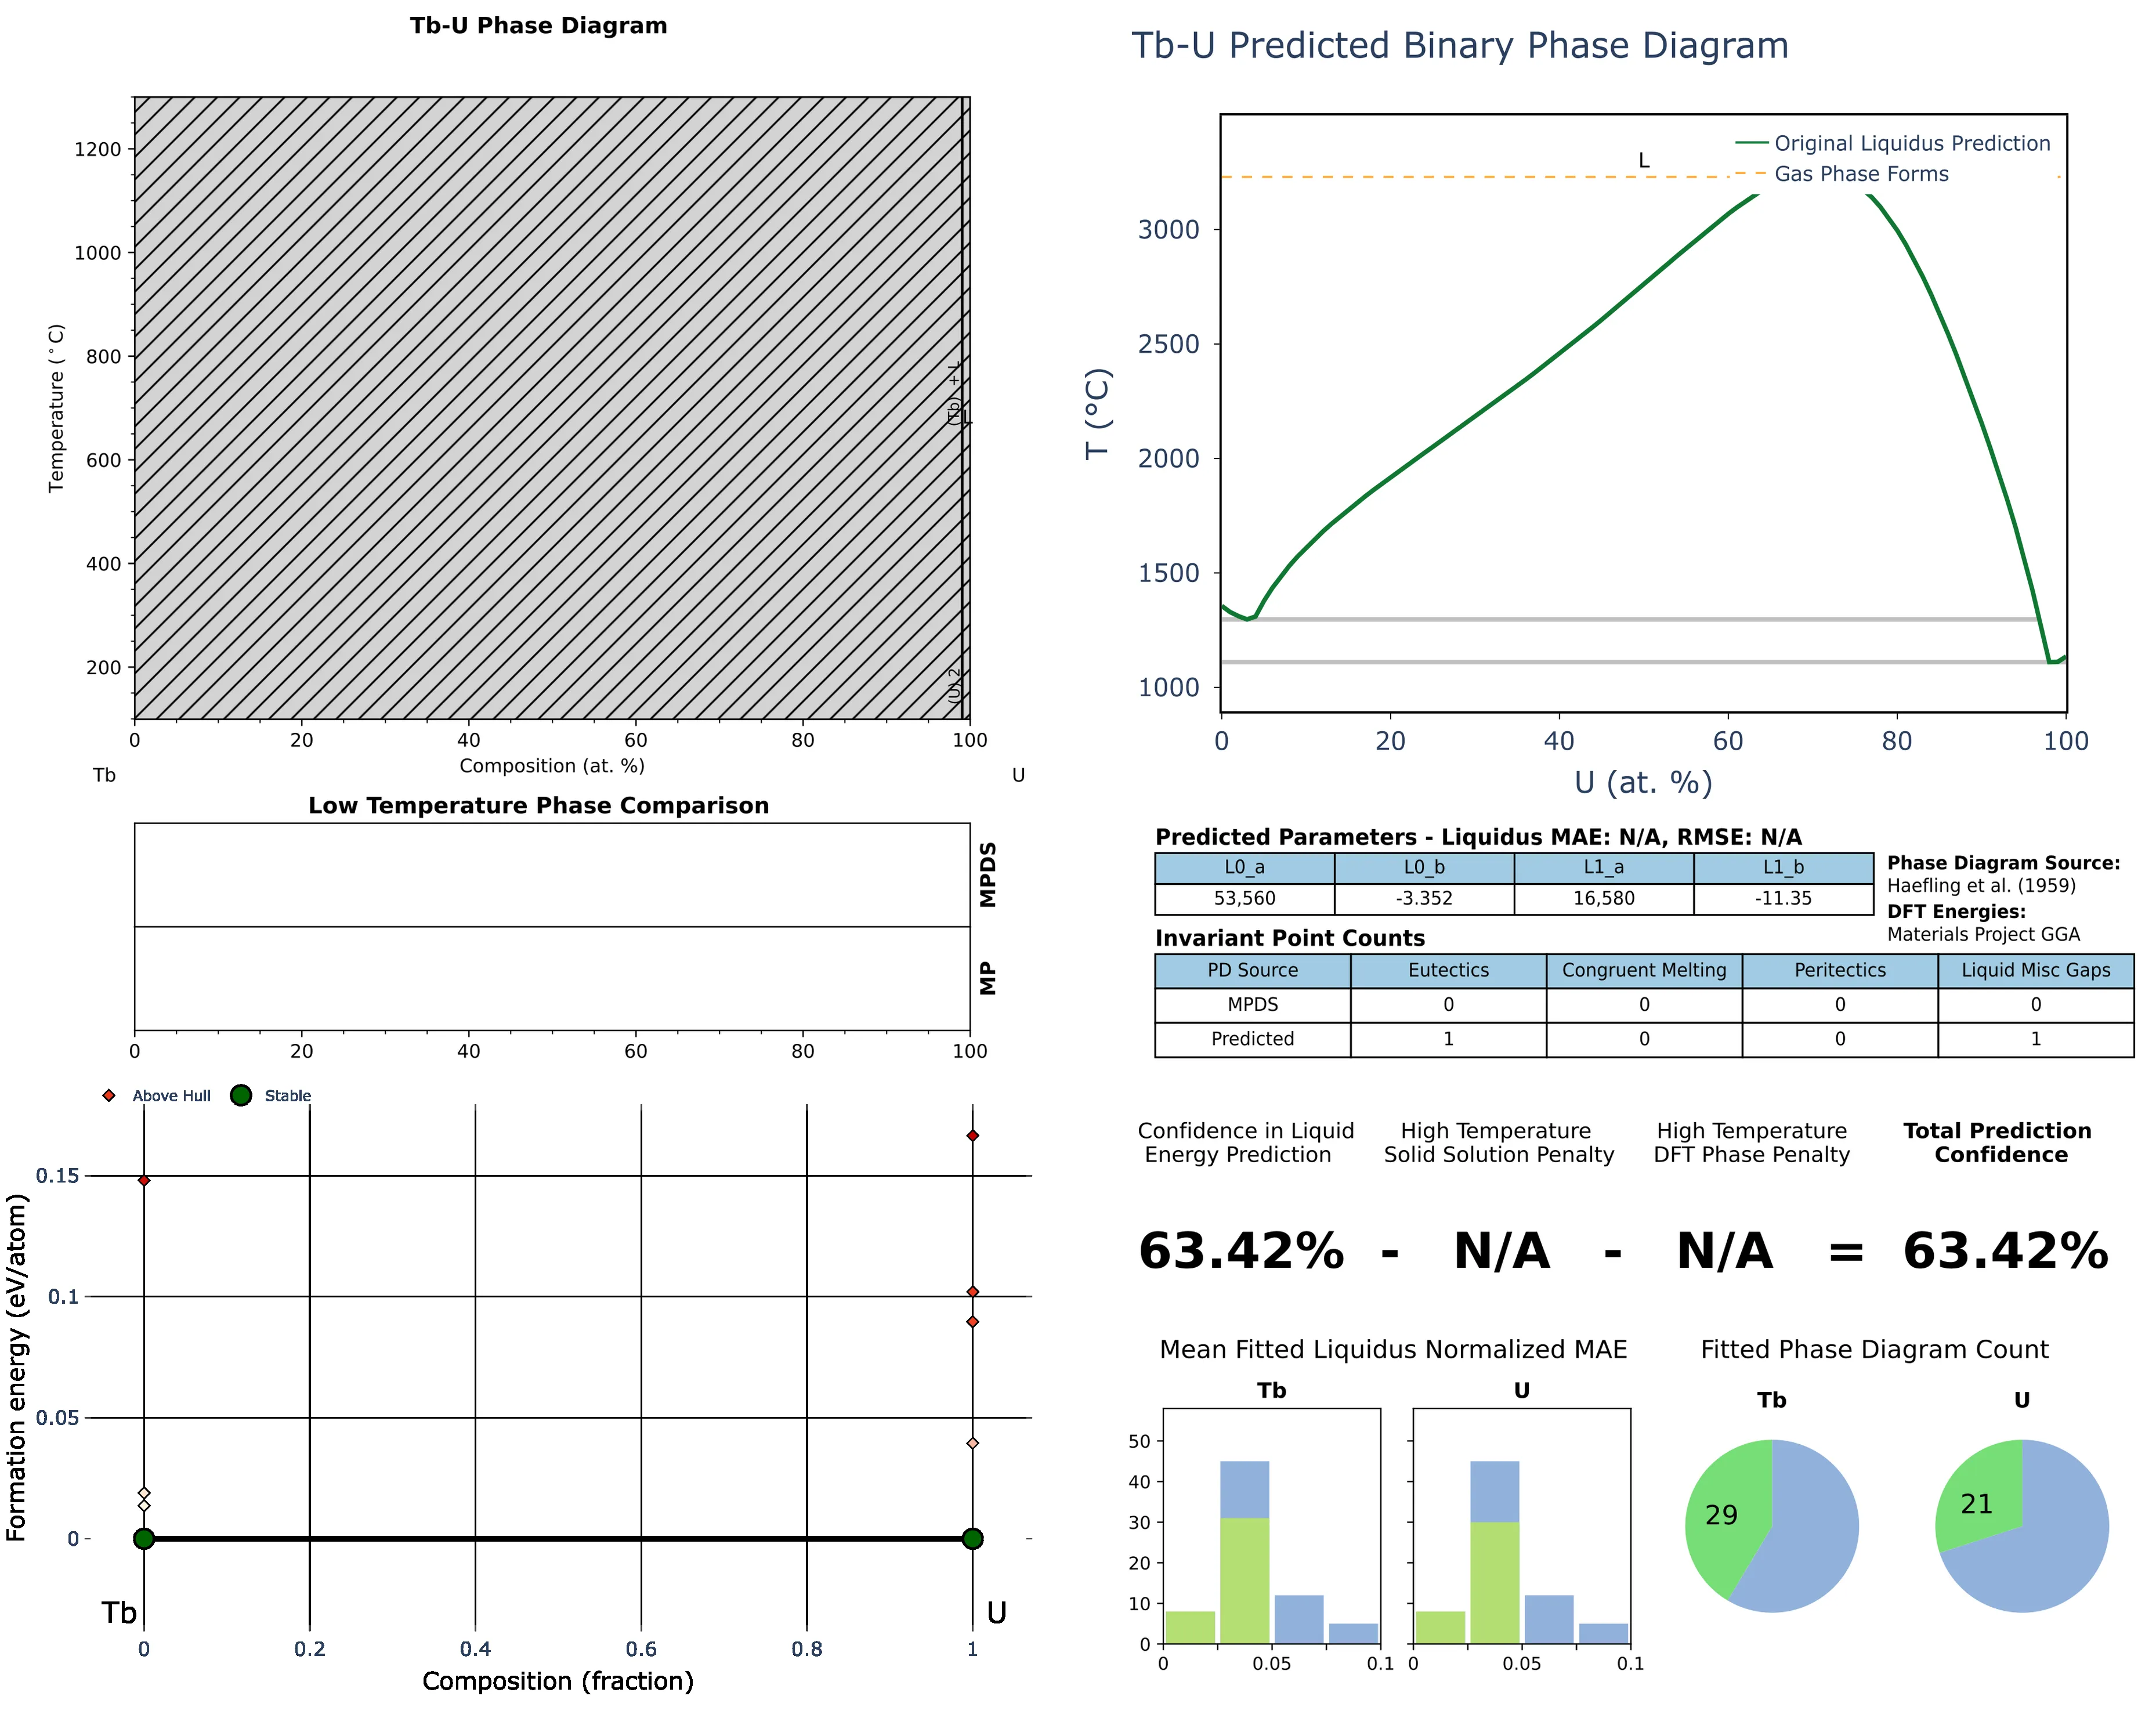 Tb-U Phase Diagram
1200
1000
800
600
400
200
Temperature (°C)
(Tb) + L
L
(U) 2
0 20 40 60 80 100
Tb Composition (at. %) U
Low Temperature Phase Comparison
MPDS
MP
0 20 40 60 80 100
Above Hull Stable
0.15
0.1
0.05
0
Formation energy (eV/atom)
Tb U
0 0.2 0.4 0.6 0.8 1
Composition (fraction)
Tb-U Predicted Binary Phase Diagram
L
Original Liquidus Prediction
Gas Phase Forms
3000
2500
2000
1500
1000
T (°C)
0 20 40 60 80 100
U (at. %)
Predicted Parameters - Liquidus MAE: N/A, RMSE: N/A
L0_a L0_b L1_a L1_b
53,560 -3.352 16,580 -11.35
Phase Diagram Source:
Haefling et al. (1959)
DFT Energies:
Materials Project GGA
Invariant Point Counts
PD Source Eutectics Congruent Melting Peritectics Liquid Misc Gaps
MPDS 0 0 0 0
Predicted 1 0 0 1
Confidence in Liquid Energy Prediction
High Temperature Solid Solution Penalty
High Temperature DFT Phase Penalty
Total Prediction Confidence
63.42% - N/A - N/A = 63.42%
Mean Fitted Liquidus Normalized MAE
Tb U
50
40
30
20
10
0
0 0.05 0.1 0 0.05 0.1
Fitted Phase Diagram Count
Tb U
29 21